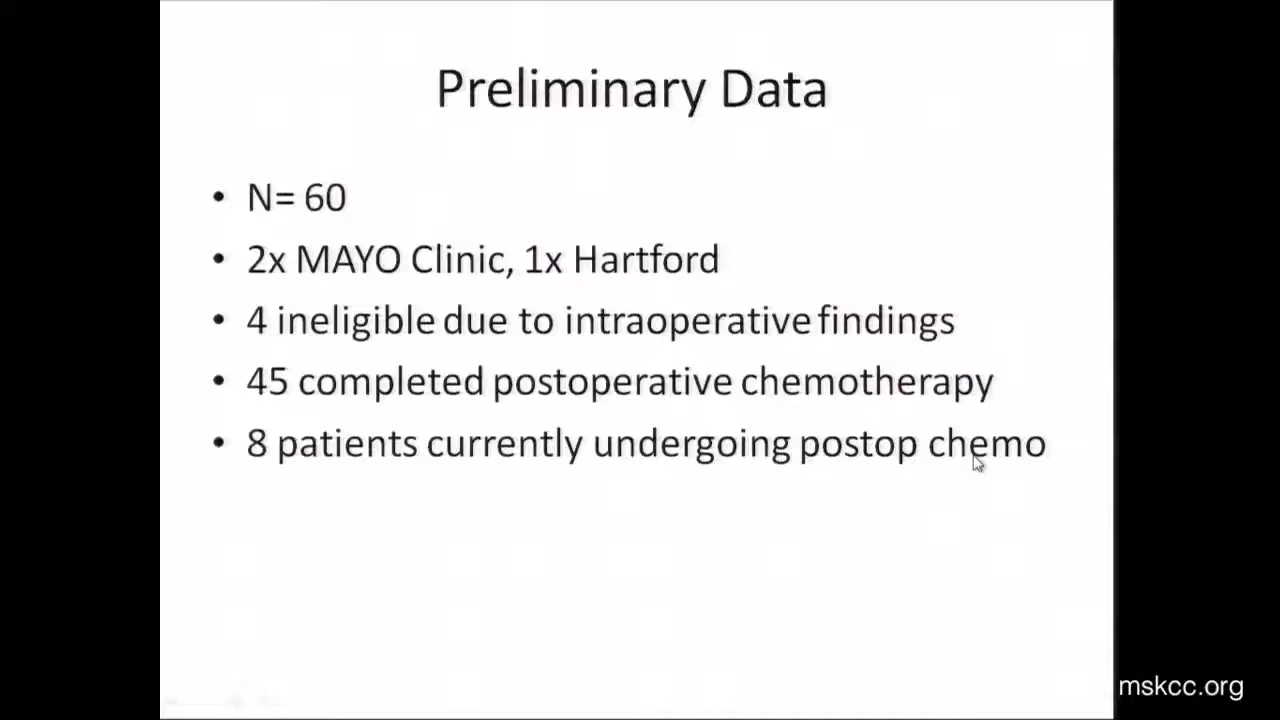 Preliminary Data
• N= 60
• 2x MAYO Clinic, 1x Hartford
• 4 ineligible due to intraoperative findings
• 45 completed postoperative chemotherapy
• 8 patients currently undergoing postop chemo
mskcc.org